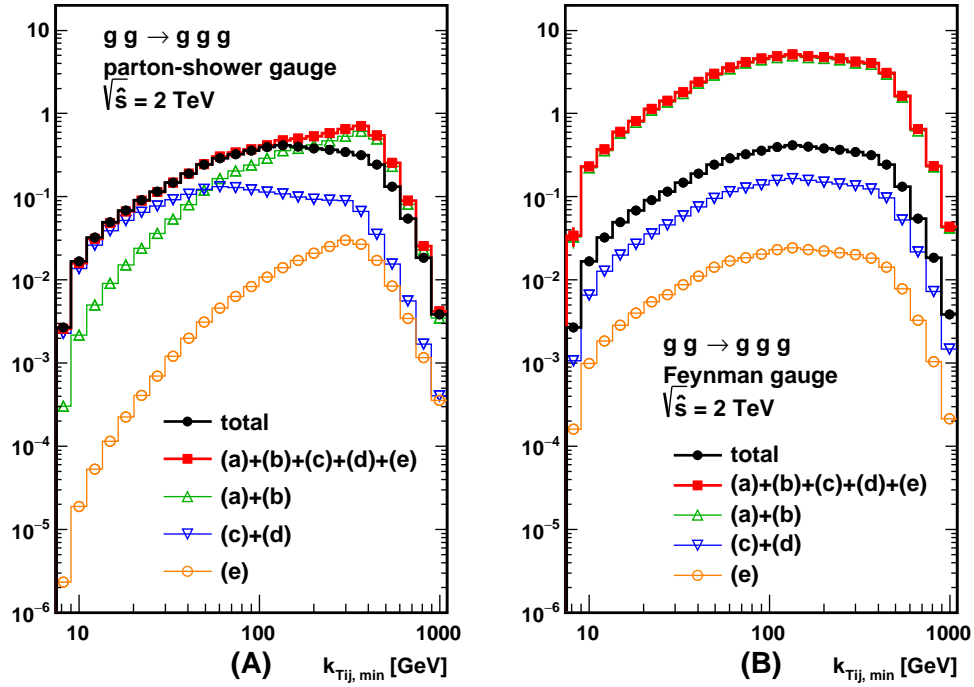 10
1
10⁻¹
10⁻²
10⁻³
10⁻⁴
10⁻⁵
10⁻⁶
g g → g g g
parton-shower gauge
√ŝ = 2 TeV
total
(a)+(b)+(c)+(d)+(e)
(a)+(b)
(c)+(d)
(e)
10 100 1000
(A) k_Tij, min [GeV]
10
1
10⁻¹
10⁻²
10⁻³
10⁻⁴
10⁻⁵
10⁻⁶
g g → g g g
Feynman gauge
√ŝ = 2 TeV
total
(a)+(b)+(c)+(d)+(e)
(a)+(b)
(c)+(d)
(e)
10 100 1000
(B) k_Tij, min [GeV]